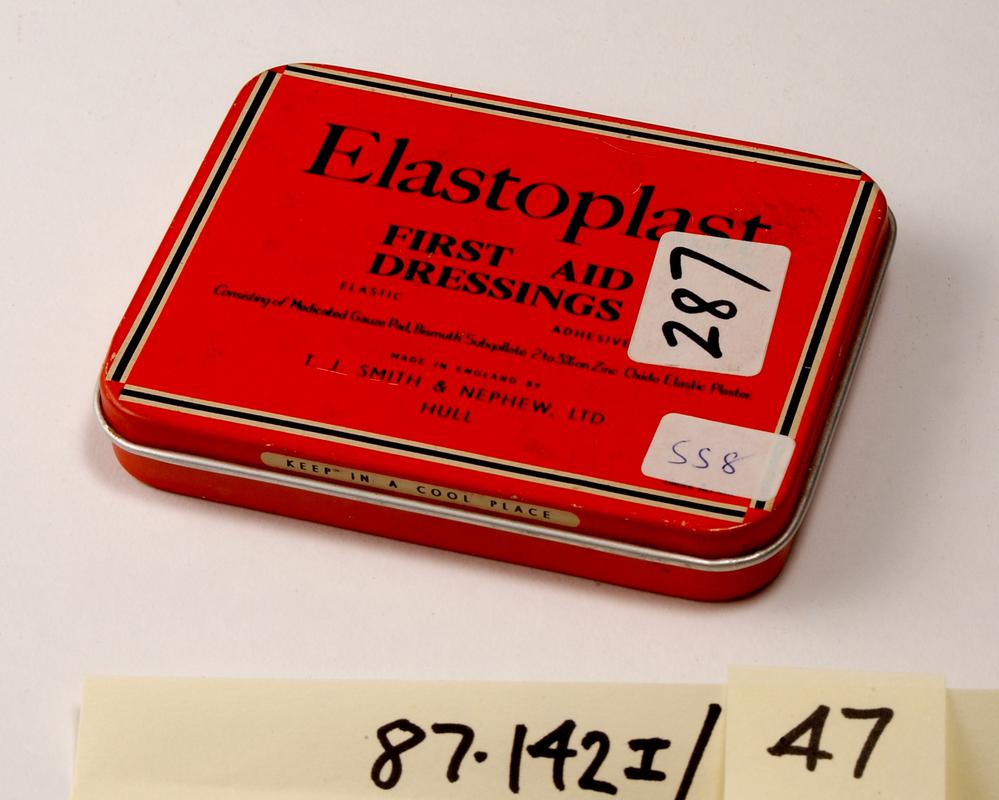 Elastoplast
FIRST AID
DRESSINGS
ELASTIC
ADHESIVE
Consisting of Medicated Gauze Pad, Bismuth Subgallate 2 to 5% on Zinc Oxide Elastic Plaster.
MADE IN ENGLAND BY
T. J. SMITH & NEPHEW, LTD.
HULL
287
SS8
KEEP IN A COOL PLACE
87.142I/ 47